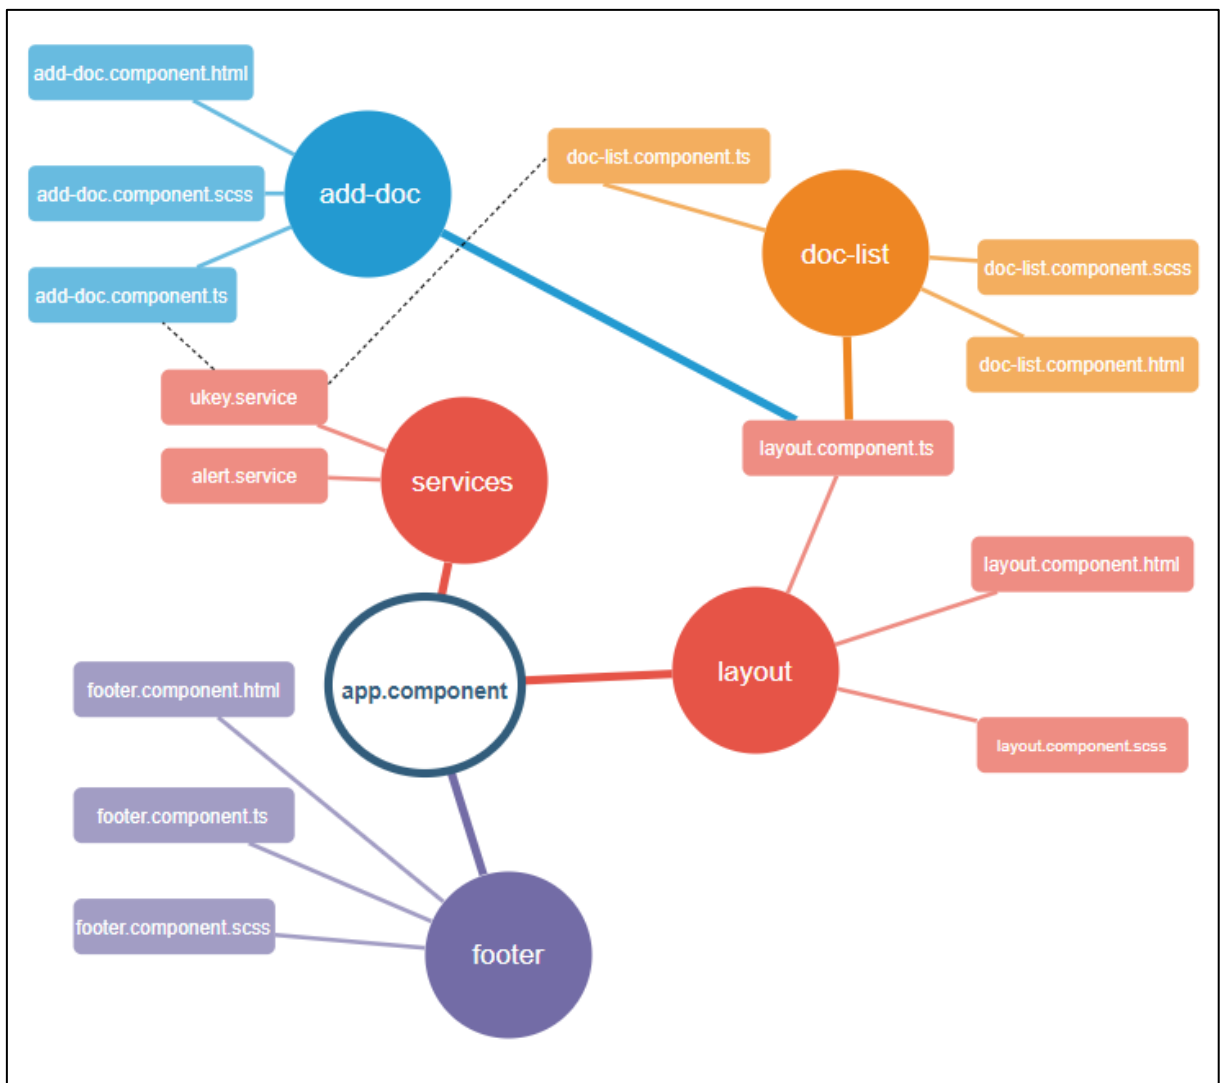 add-doc.component.html
add-doc.component.scss
add-doc.component.ts
add-doc
doc-list.component.ts
doc-list
doc-list.component.scss
doc-list.component.html
ukey.service
alert.service
services
layout.component.ts
layout.component.html
layout
layout.component.scss
app.component
footer.component.html
footer.component.ts
footer.component.scss
footer